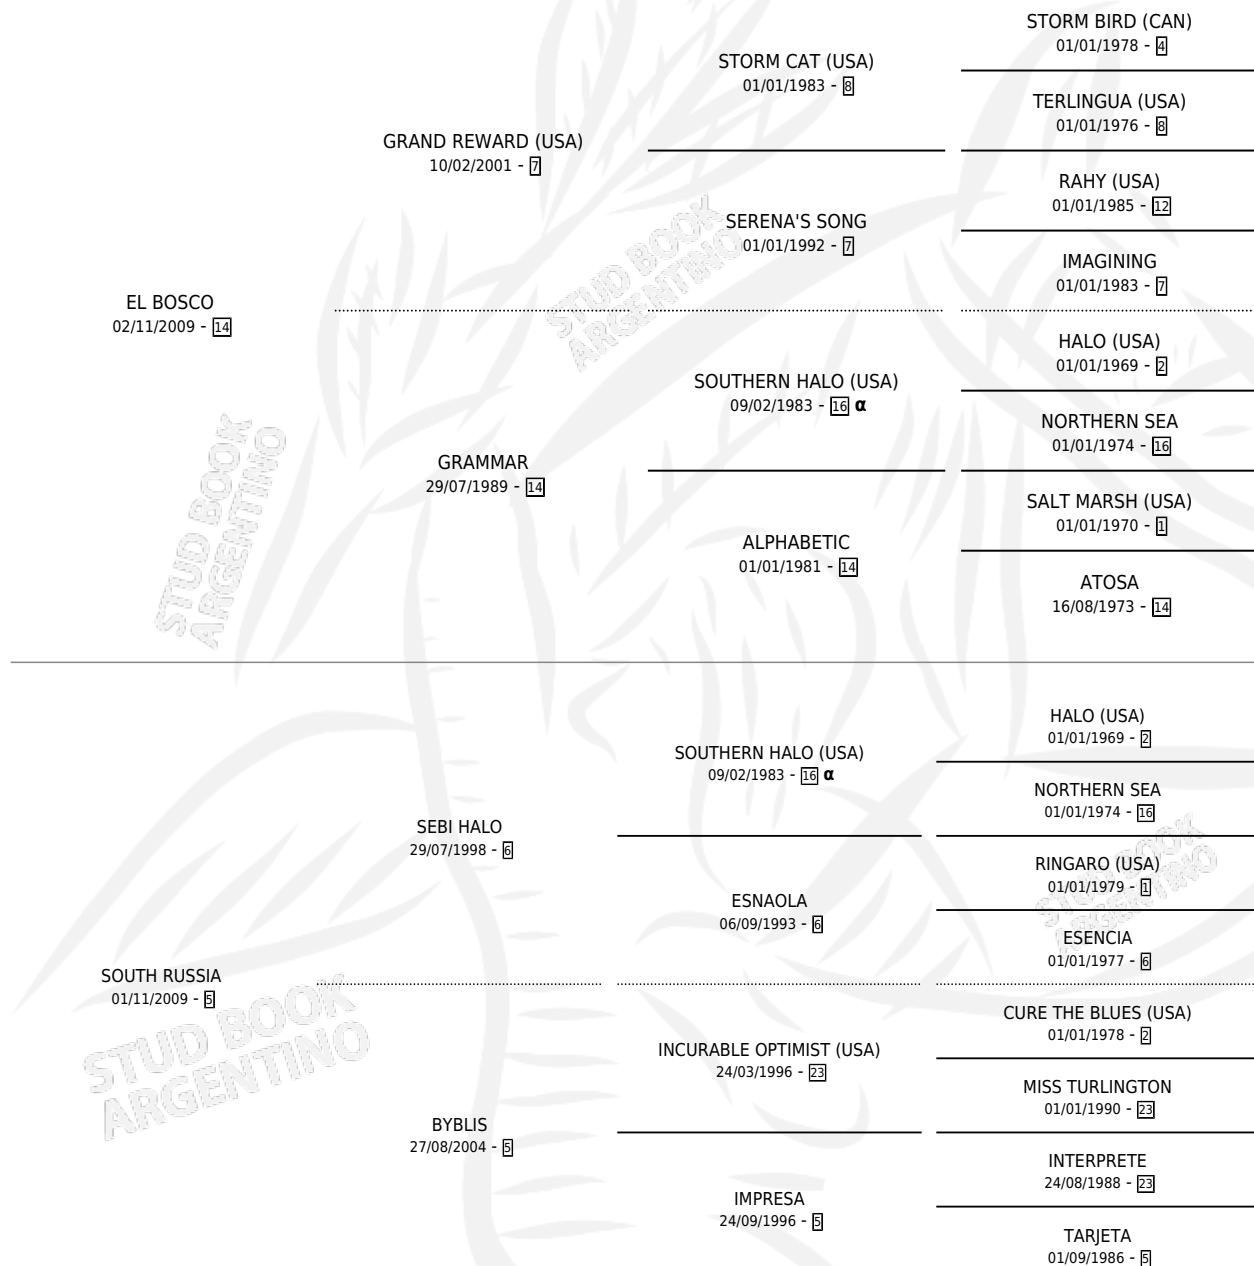 STORM BIRD (CAN)
01/01/1978 - 4
STORM CAT (USA)
01/01/1983 - 8
TERLINGUA (USA)
01/01/1976 - 8
GRAND REWARD (USA)
10/02/2001 - 7
RAHY (USA)
01/01/1985 - 12
SERENA'S SONG
01/01/1992 - 7
IMAGINING
01/01/1983 - 7
EL BOSCO
02/11/2009 - 14
HALO (USA)
01/01/1969 - 2
SOUTHERN HALO (USA)
09/02/1983 - 16 α
NORTHERN SEA
01/01/1974 - 16
GRAMMAR
29/07/1989 - 14
SALT MARSH (USA)
01/01/1970 - 1
ALPHABETIC
01/01/1981 - 14
ATOSA
16/08/1973 - 14
STUD BOOK
ARGENTINO
STUD BOOK
ARGENTINO
HALO (USA)
01/01/1969 - 2
SOUTHERN HALO (USA)
09/02/1983 - 16 α
NORTHERN SEA
01/01/1974 - 16
SEBI HALO
29/07/1998 - 6
RINGARO (USA)
01/01/1979 - 1
ESNAOLA
06/09/1993 - 6
ESENCIA
01/01/1977 - 6
SOUTH RUSSIA
01/11/2009 - 5
CURE THE BLUES (USA)
01/01/1978 - 2
INCURABLE OPTIMIST (USA)
24/03/1996 - 23
MISS TURLINGTON
01/01/1990 - 23
BYBLIS
27/08/2004 - 5
INTERPRETE
24/08/1988 - 23
IMPRESA
24/09/1996 - 5
TARJETA
01/09/1986 - 5
STUD BOOK
ARGENTINO
STUD BOOK
ARGENTINO